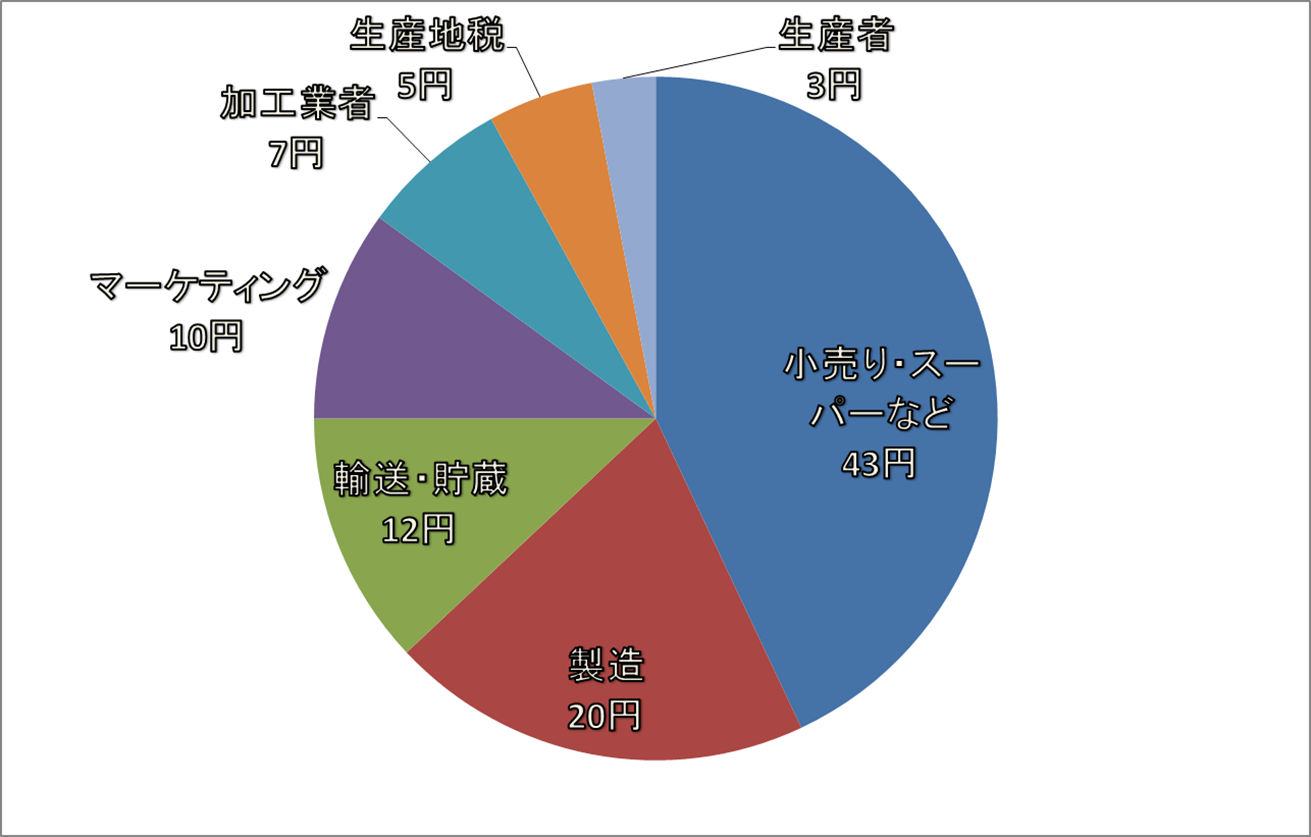 生産地税
5円
生産者
3円
加工業者
7円
マーケティング
10円
小売り・スー
パーなど
43円
輸送・貯蔵
12円
製造
20円